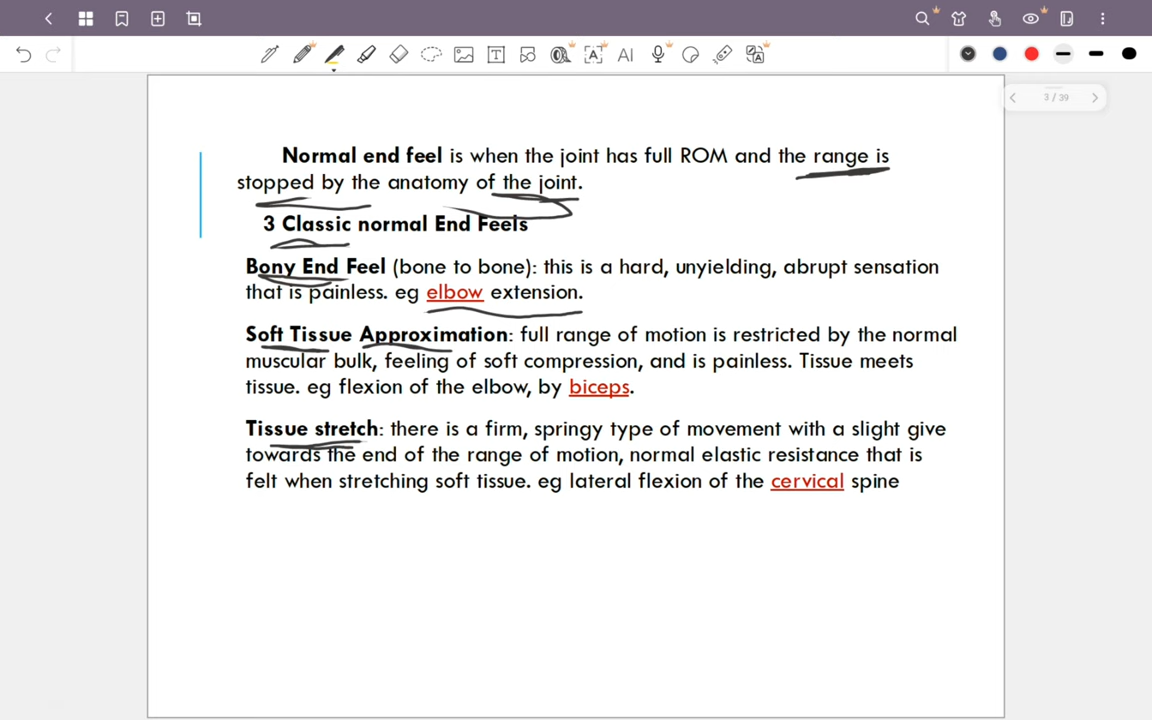 AI
3 / 39
Normal end feel is when the joint has full ROM and the range is
stopped by the anatomy of the joint.
3 Classic normal End Feels
Bony End Feel (bone to bone): this is a hard, unyielding, abrupt sensation
that is painless. eg elbow extension.
Soft Tissue Approximation: full range of motion is restricted by the normal
muscular bulk, feeling of soft compression, and is painless. Tissue meets
tissue. eg flexion of the elbow, by biceps.
Tissue stretch: there is a firm, springy type of movement with a slight give
towards the end of the range of motion, normal elastic resistance that is
felt when stretching soft tissue. eg lateral flexion of the cervical spine